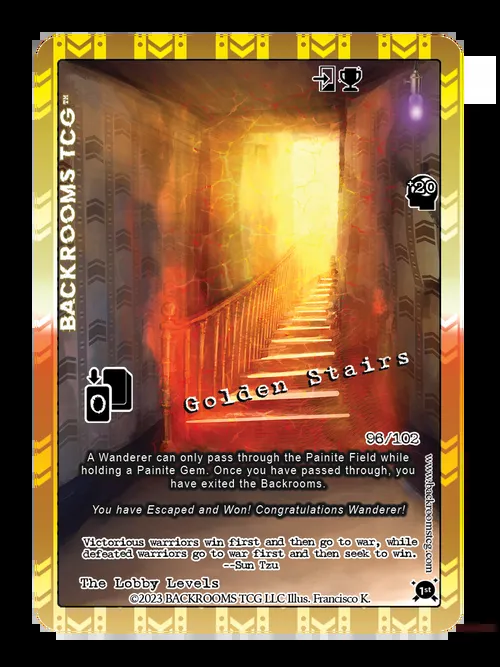 BACKROOMS TCG™
+20
0
Golden Stairs
96/102
A Wanderer can only pass through the Painite Field while
holding a Painite Gem. Once you have passed through, you
have exited the Backrooms.
You have Escaped and Won! Congratulations Wanderer!
www.backroomstcg.com
Victorious warriors win first and then go to war, while
defeated warriors go to war first and then seek to win.
--Sun Tzu
The Lobby Levels
©2023 BACKROOMS TCG LLC Illus. Francisco K.
1st